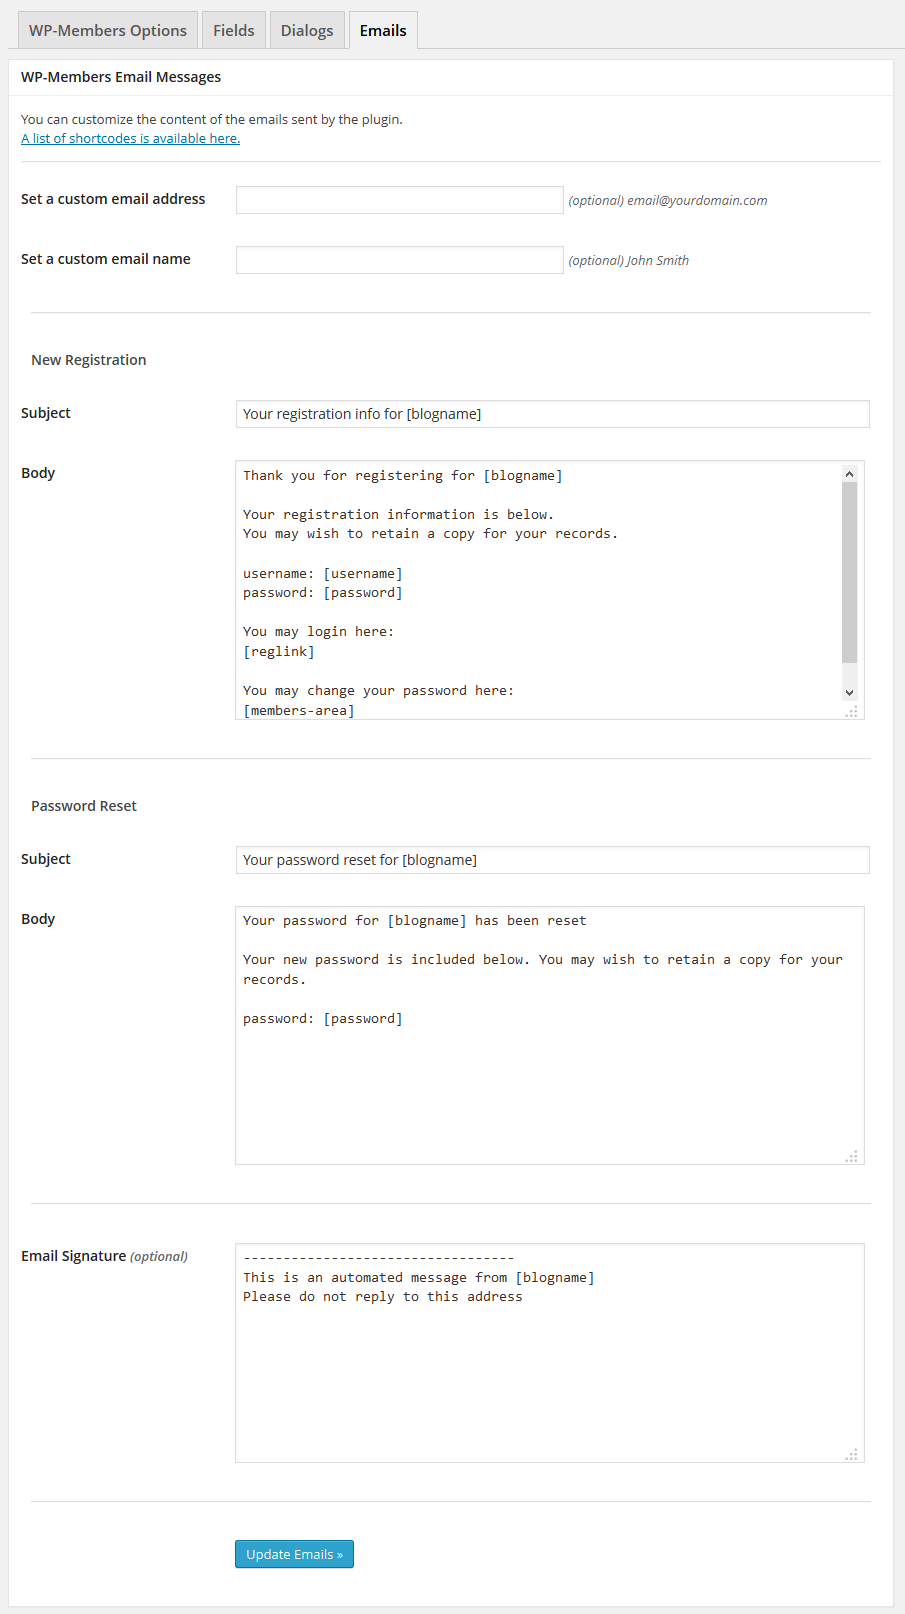 WP-Members Options Fields Dialogs Emails
WP-Members Email Messages
You can customize the content of the emails sent by the plugin.
A list of shortcodes is available here.
Set a custom email address (optional) email@yourdomain.com
Set a custom email name (optional) John Smith
New Registration
Subject Your registration info for [blogname]
Body
Thank you for registering for [blogname]
Your registration information is below.
You may wish to retain a copy for your records.
username: [username]
password: [password]
You may login here:
[reglink]
You may change your password here:
[members-area]
Password Reset
Subject Your password reset for [blogname]
Body
Your password for [blogname] has been reset
Your new password is included below. You may wish to retain a copy for your
records.
password: [password]
Email Signature (optional)
----------------------------------
This is an automated message from [blogname]
Please do not reply to this address
Update Emails »